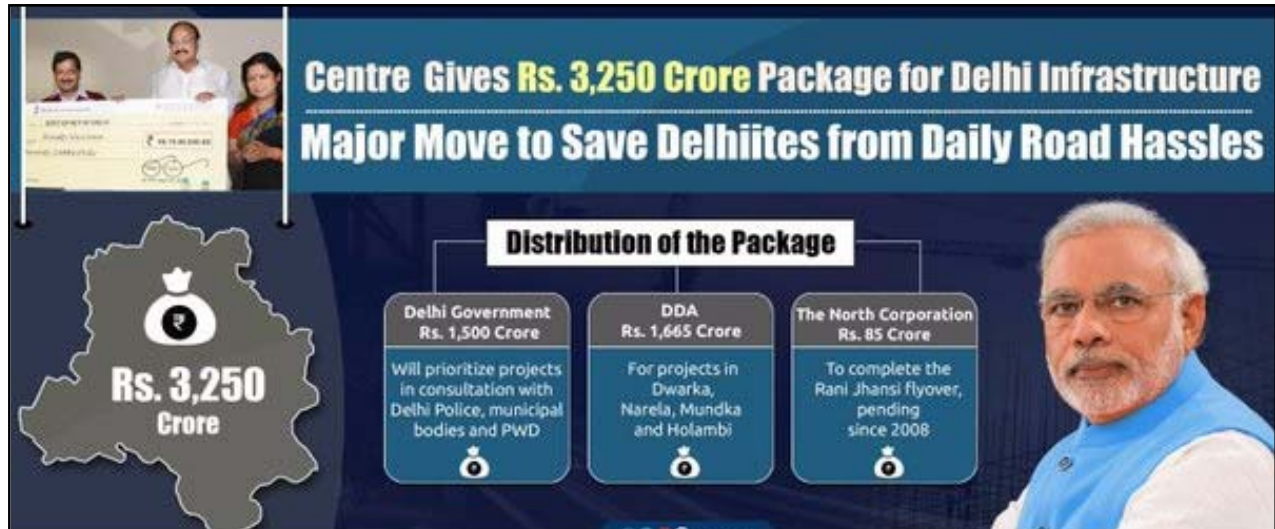 Centre Gives Rs. 3,250 Crore Package for Delhi Infrastructure
Major Move to Save Delhiites from Daily Road Hassles
Distribution of the Package
Rs. 3,250
Crore
Delhi Government
Rs. 1,500 Crore
Will prioritize projects
in consultation with
Delhi Police, municipal
bodies and PWD
DDA
Rs. 1,665 Crore
For projects in
Dwarka,
Narela, Mundka
and Holambi
The North Corporation
Rs. 85 Crore
To complete the
Rani Jhansi flyover,
pending
since 2008